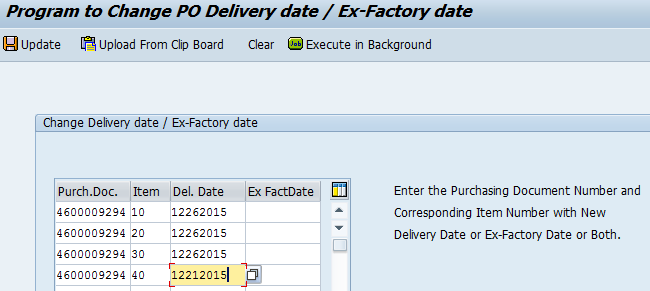 Program to Change PO Delivery date / Ex-Factory date
Update Upload From Clip Board Clear Job Execute in Background
Change Delivery date / Ex-Factory date
Purch.Doc. Item Del. Date Ex FactDate
4600009294 10 12262015
4600009294 20 12262015
4600009294 30 12262015
4600009294 40 12212015
Enter the Purchasing Document Number and
Corresponding Item Number with New
Delivery Date or Ex-Factory Date or Both.